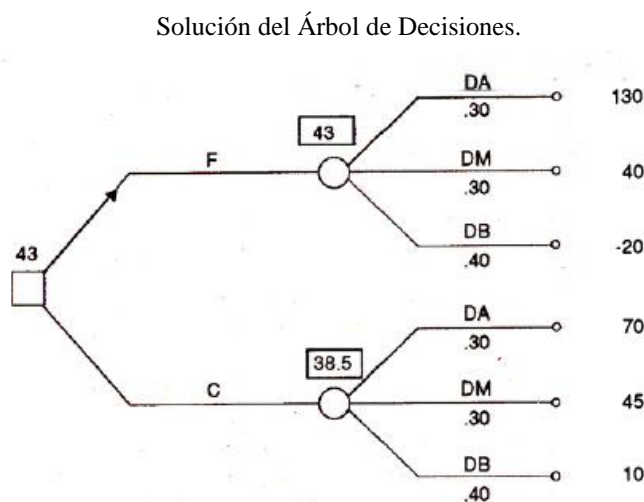 Solución del Árbol de Decisiones.
DA
130
.30
43
F
DM
40
.30
DB
-20
.40
43
DA
70
.30
38.5
C
DM
45
.30
DB
10
.40